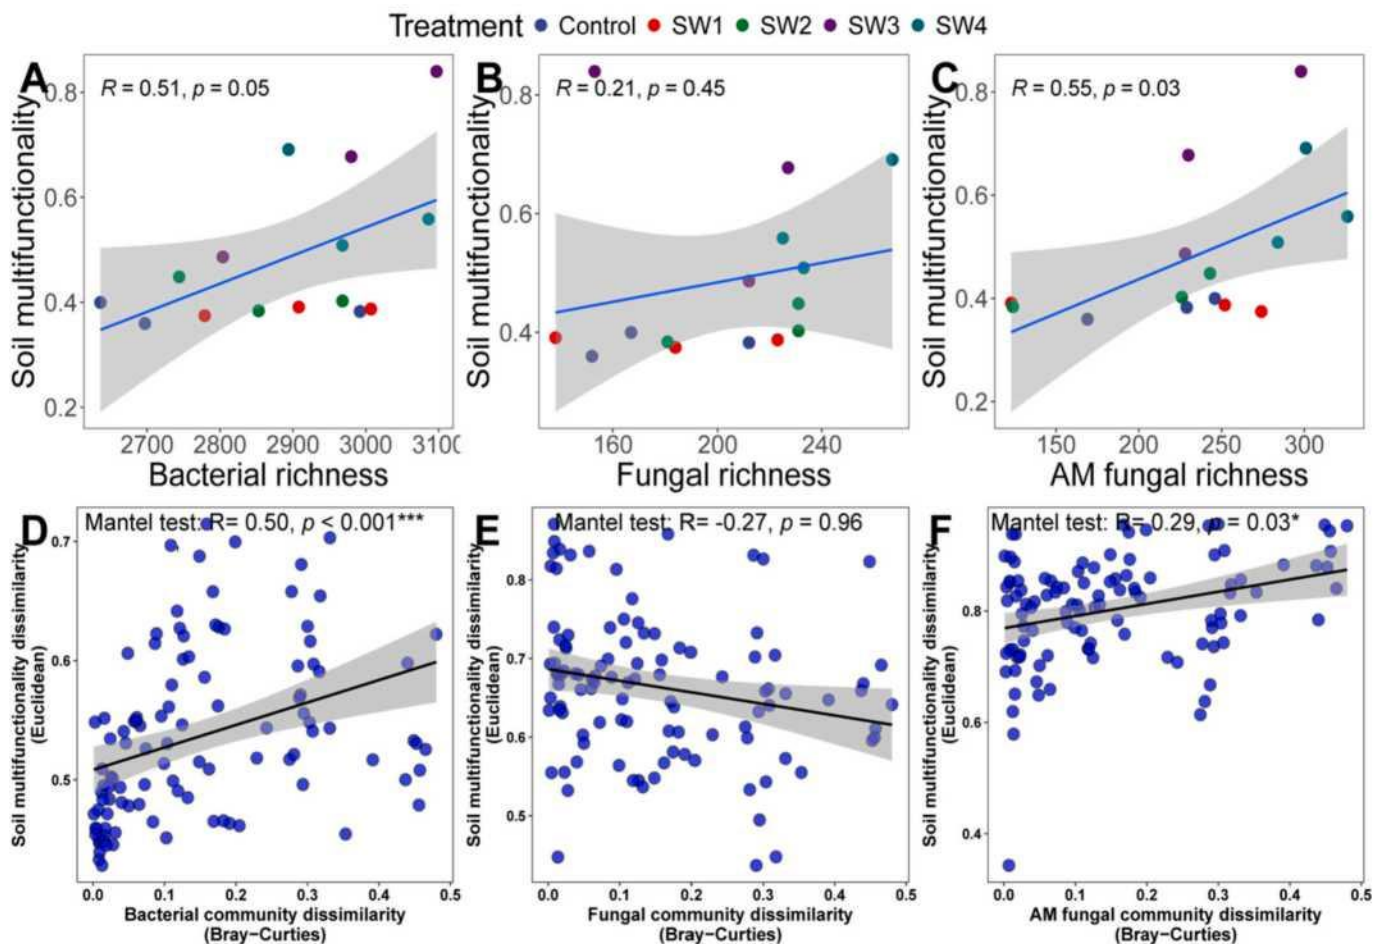 Treatment Control SW1 SW2 SW3 SW4
A
R = 0.51, p = 0.05
Soil multifunctionality
0.8
0.6
0.4
0.2
2700 2800 2900 3000 310
Bacterial richness
B
R = 0.21, p = 0.45
Soil multifunctionality
0.8
0.6
0.4
160 200 240
Fungal richness
C
R = 0.55, p = 0.03
Soil multifunctionality
0.8
0.6
0.4
0.2
150 200 250 300
AM fungal richness
D
Mantel test: R= 0.50, p < 0.001***
Soil multifunctionality dissimilarity
(Euclidean)
0.7
0.6
0.5
0.0 0.1 0.2 0.3 0.4 0.5
Bacterial community dissimilarity
(Bray-Curties)
E
Mantel test: R= -0.27, p = 0.96
Soil multifunctionality dissimilarity
(Euclidean)
0.8
0.7
0.6
0.5
0.0 0.1 0.2 0.3 0.4 0.5
Fungal community dissimilarity
(Bray-Curties)
F
Mantel test: R= 0.29, p = 0.03*
Soil multifunctionality dissimilarity
(Euclidean)
0.8
0.6
0.4
0.0 0.1 0.2 0.3 0.4 0.5
AM fungal community dissimilarity
(Bray-Curties)